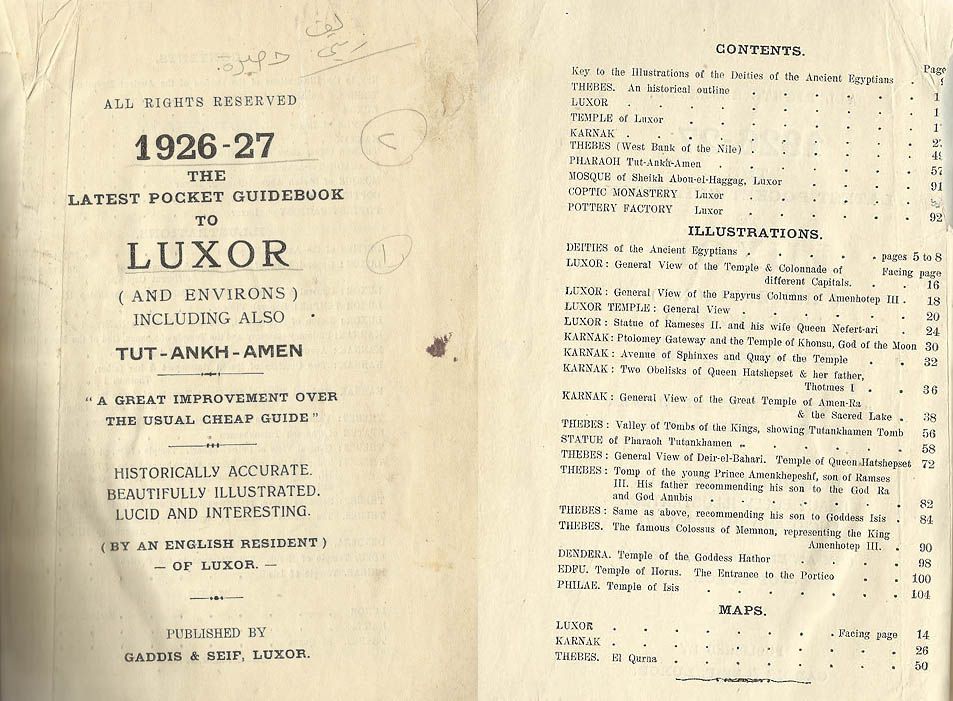 ALL RIGHTS RESERVED
1926-27
THE
LATEST POCKET GUIDEBOOK
TO
LUXOR
( AND ENVIRONS )
INCLUDING ALSO
TUT-ANKH-AMEN
"A GREAT IMPROVEMENT OVER
THE USUAL CHEAP GUIDE"
HISTORICALLY ACCURATE.
BEAUTIFULLY ILLUSTRATED.
LUCID AND INTERESTING.
( BY AN ENGLISH RESIDENT )
— OF LUXOR. —
PUBLISHED BY
GADDIS & SEIF, LUXOR.
٢
١
CONTENTS.
Page
Key to the Illustrations of the Deities of the Ancient Egyptians .
THEBES. An historical outline . . . . . .
LUXOR . . . . . . . .
TEMPLE of Luxor . . . . . . .
KARNAK . . . . . . . .
THEBES (West Bank of the Nile) . . . . . .
PHARAOH Tut-Ankh-Amen . . . . . . 57
MOSQUE of Sheikh Abou-el-Haggag, Luxor . . . . 91
COPTIC MONASTERY Luxor . . . . . .
POTTERY FACTORY Luxor . . . . . . 92
ILLUSTRATIONS.
DEITIES of the Ancient Egyptians . . . . . pages 5 to 8
LUXOR: General View of the Temple & Colonnade of Facing page
different Capitals. . . 16
LUXOR: General View of the Papyrus Columns of Amenhotep III . 18
LUXOR TEMPLE: General View . . . . . . 20
LUXOR: Statue of Rameses II. and his wife Queen Nefert-ari . 24
KARNAK: Ptolomey Gateway and the Temple of Khonsu, God of the Moon 30
KARNAK: Avenue of Sphinxes and Quay of the Temple . . 32
KARNAK: Two Obelisks of Queen Hatshepset & her father,
Thotmes I . . 36
KARNAK: General View of the Great Temple of Amen-Ra
& the Sacred Lake . 38
THEBES: Valley of Tombs of the Kings, showing Tutankhamen Tomb 56
STATUE of Pharaoh Tutankhamen „ . . . . . 58
THEBES: General View of Deir-el-Bahari. Temple of Queen Hatshepset 72
THEBES: Tomp of the young Prince Amenkhepeshf, son of Ramses
III. His father recommending his son to the God Ra
and God Anubis . . . . . . 82
THEBES: Same as above, recommending his son to Goddess Isis . 84
THEBES. The famous Colossus of Memnon, representing the King
Amenhotep III. . 90
DENDERA. Temple of the Goddess Hathor . . . . 98
EDFU. Temple of Horus. The Entrance to the Portico . . 100
PHILAE. Temple of Isis . . . . . . 104
MAPS.
LUXOR . . . . . . . Facing page 14
KARNAK . . . . . . . . 26
THEBES. El Qurna . . . . . . . 50